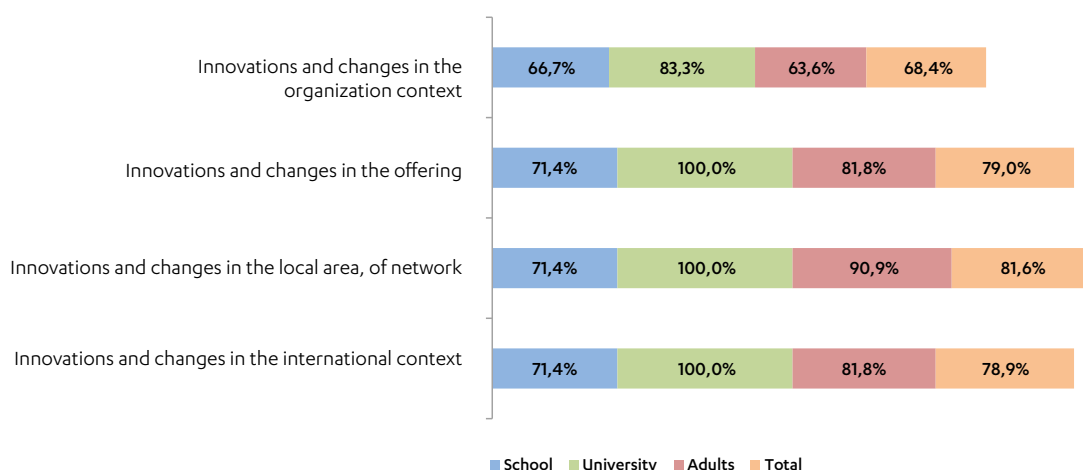 Innovations and changes in the
organization context
66,7% 83,3% 63,6% 68,4%
Innovations and changes in the offering
71,4% 100,0% 81,8% 79,0%
Innovations and changes in the local area, of network
71,4% 100,0% 90,9% 81,6%
Innovations and changes in the international context
71,4% 100,0% 81,8% 78,9%
School University Adults Total